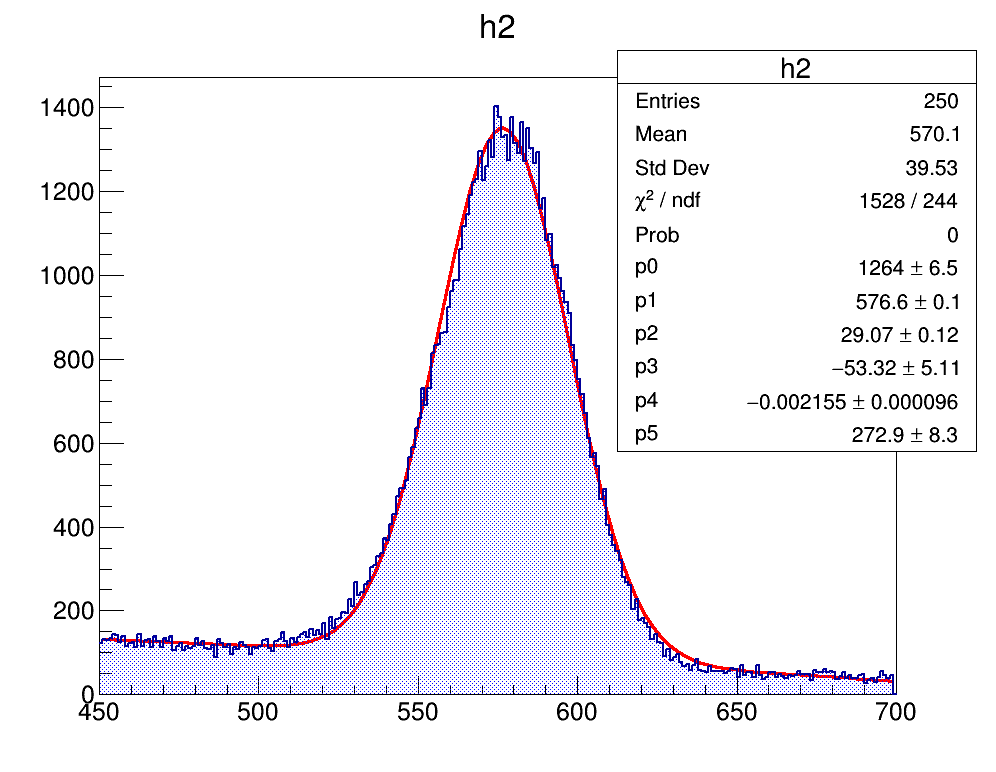 h2
h2
Entries 250
Mean 570.1
Std Dev 39.53
χ² / ndf 1528 / 244
Prob 0
p0 1264 ± 6.5
p1 576.6 ± 0.1
p2 29.07 ± 0.12
p3 −53.32 ± 5.11
p4 −0.002155 ± 0.000096
p5 272.9 ± 8.3
1400
1200
1000
800
600
400
200
0
450 500 550 600 650 700